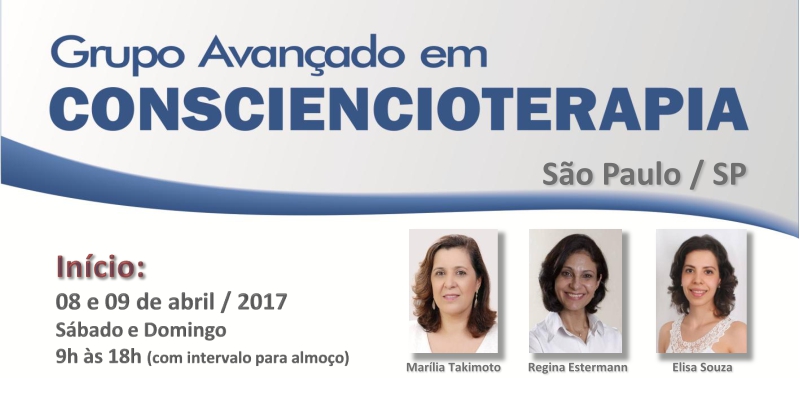 Grupo Avançado em
CONSCIENCIOTERAPIA
São Paulo / SP
Início:
08 e 09 de abril / 2017
Sábado e Domingo
9h às 18h (com intervalo para almoço)
Marília Takimoto
Regina Estermann
Elisa Souza